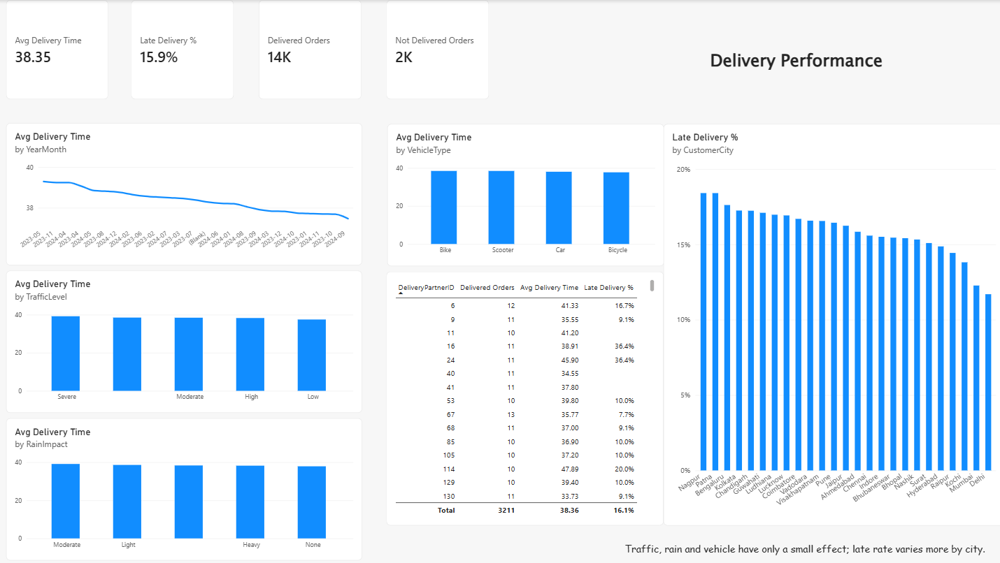 Avg Delivery Time
38.35
Late Delivery %
15.9%
Delivered Orders
14K
Not Delivered Orders
2K
Delivery Performance
Avg Delivery Time
by YearMonth
40
38
2023-05 2023-11 2024-04 2023-04 2024-05 2023-08 2024-12 2024-02 2023-06 2023-02 2024-07 2023-03 2023-07 (Blank) 2024-06 2024-01 2024-08 2023-09 2024-03 2023-12 2024-10 2023-01 2024-11 2023-10 2024-09
Avg Delivery Time
by TrafficLevel
40
20
0
Severe Moderate High Low
Avg Delivery Time
by RainImpact
40
20
0
Moderate Light Heavy None
Avg Delivery Time
by VehicleType
40
20
0
Bike Scooter Car Bicycle
DeliveryPartnerID Delivered Orders Avg Delivery Time Late Delivery %
6 12 41.33 16.7%
9 11 35.55 9.1%
11 10 41.20
16 11 38.91 36.4%
24 11 45.90 36.4%
40 11 34.55
41 11 37.80
53 10 39.80 10.0%
67 13 35.77 7.7%
68 11 37.00 9.1%
85 10 36.90 10.0%
105 10 37.20 10.0%
114 10 47.89 20.0%
129 10 39.40 10.0%
130 11 33.73 9.1%
Total 3211 38.36 16.1%
Late Delivery %
by CustomerCity
20%
15%
10%
5%
0%
Nagpur Patna Bengaluru Kolkata Chandigarh Guwahati Ludhiana Lucknow Coimbatore Vadodara Visakhapatnam Pune Jaipur Ahmedabad Chennai Indore Bhubaneswar Bhopal Nashik Surat Hyderabad Raipur Kochi Mumbai Delhi
Traffic, rain and vehicle have only a small effect; late rate varies more by city.